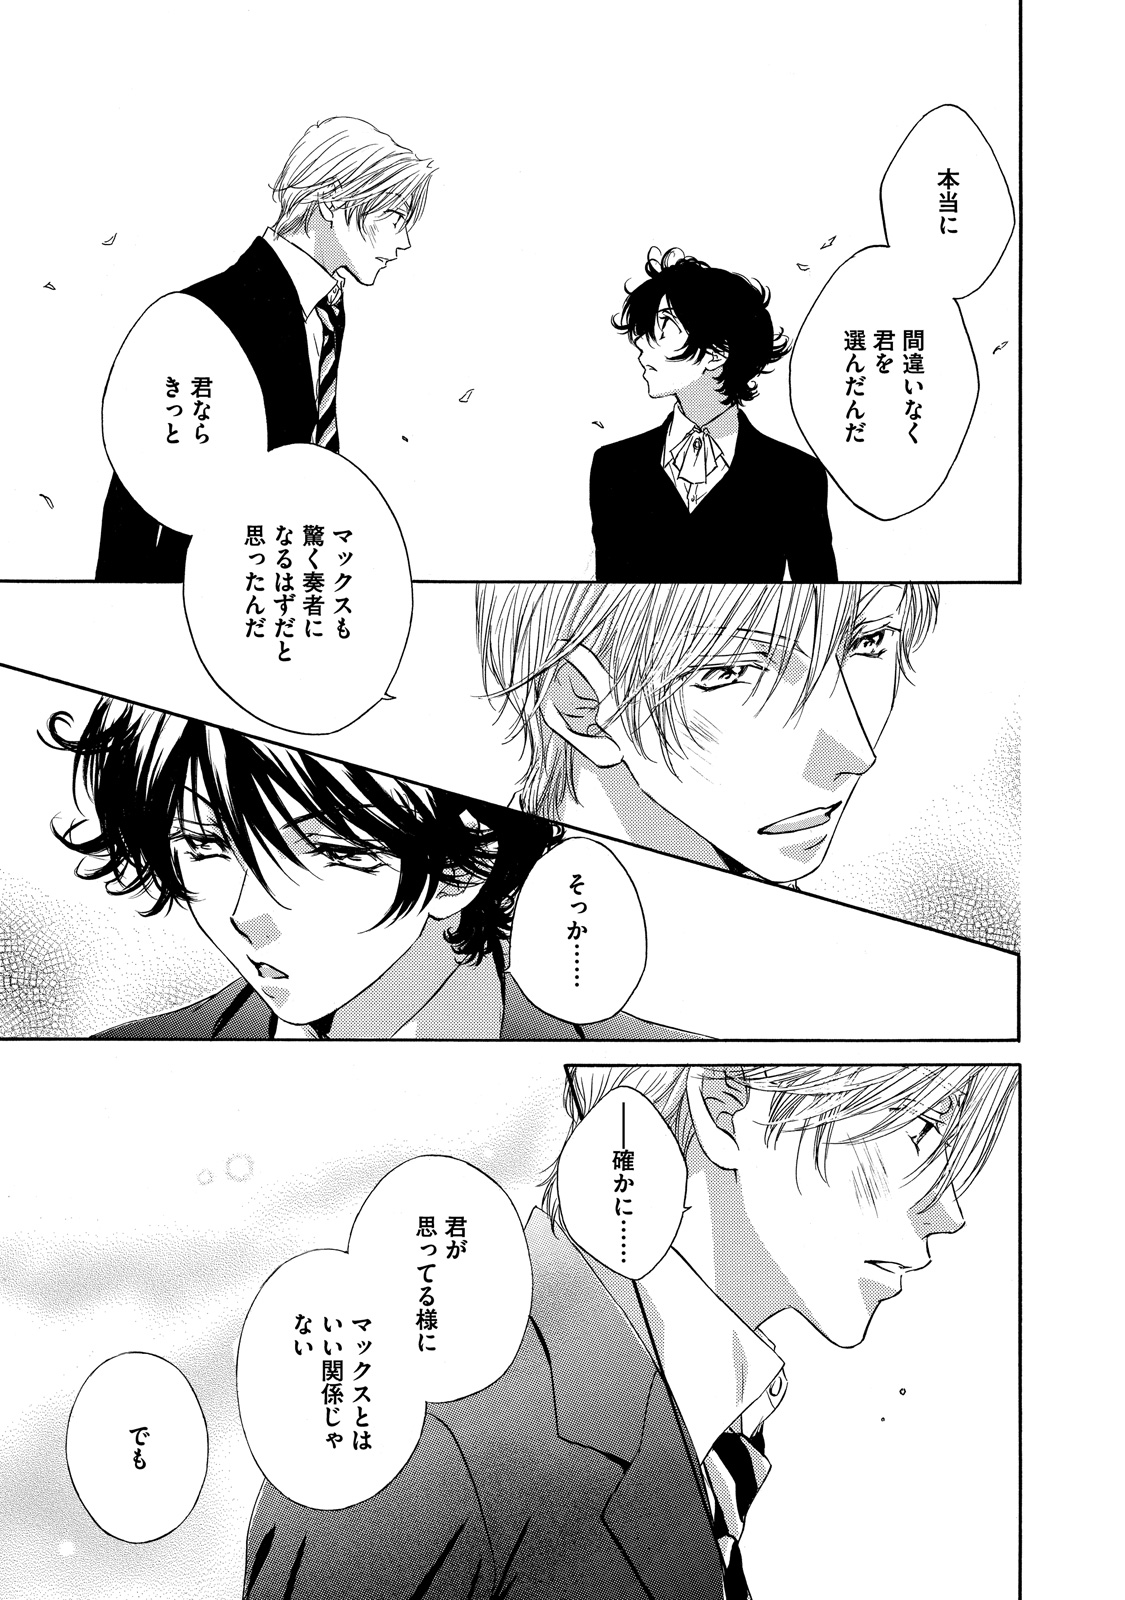 本当に
間違いなく
君を
選んだんだ
君なら
きっと
マックスも
驚く奏者に
なるはずだと
思ったんだ
そっか……
――確かに……
君が
思ってる様に
マックスとは
いい関係じゃ
ない
でも